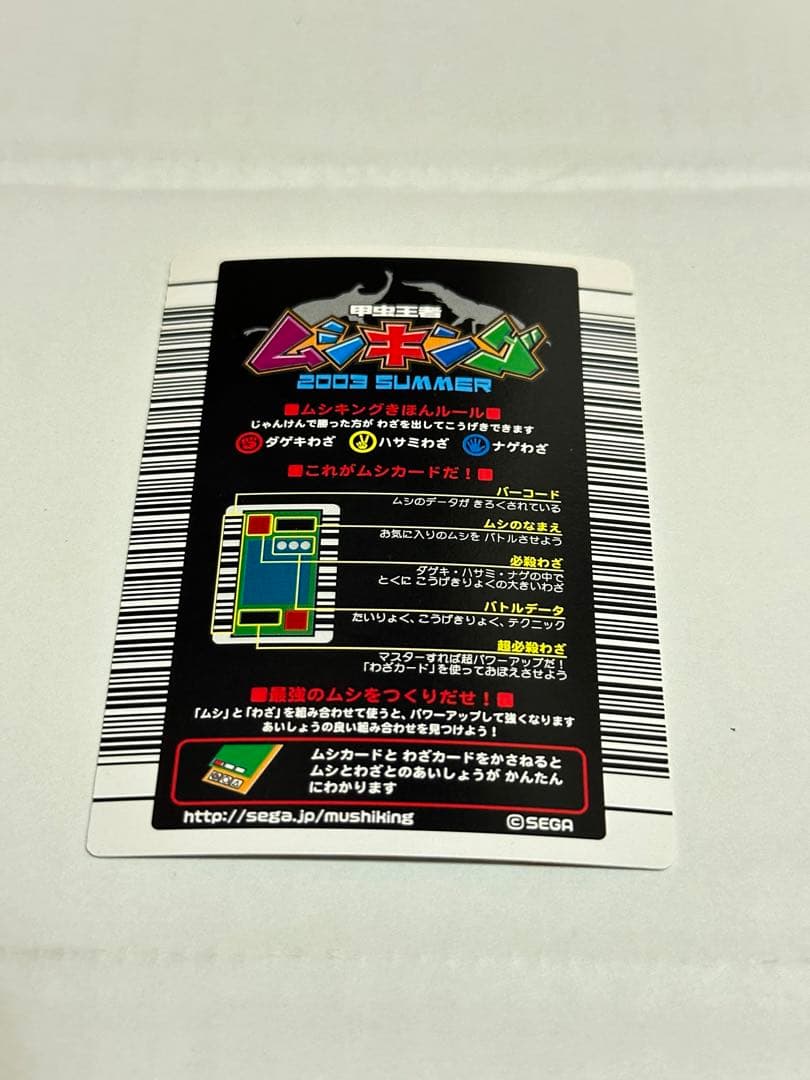 甲虫王者
ムシキング
2003 SUMMER
■ムシキングきほんルール■
じゃんけんで勝った方が わざを出してこうげきできます
ダゲキわざ ハサミわざ ナゲわざ
■これがムシカードだ！■
バーコード
ムシのデータが きろくされている
ムシのなまえ
お気に入りのムシを バトルさせよう
必殺わざ
ダゲキ・ハサミ・ナゲの中で
とくに こうげきりょくの大きいわざ
バトルデータ
たいりょく、こうげきりょく、テクニック
超必殺わざ
マスターすれば超パワーアップだ！
「わざカード」を使っておぼえさせよう
■最強のムシをつくりだせ！■
「ムシ」と「わざ」を組み合わせて使うと、パワーアップして強くなります
あいしょうの良い組み合わせを見つけよう！
ムシカードと わざカードをかさねると
ムシとわざとのあいしょうが かんたん
にわかります
http://sega.jp/mushiking
©SEGA